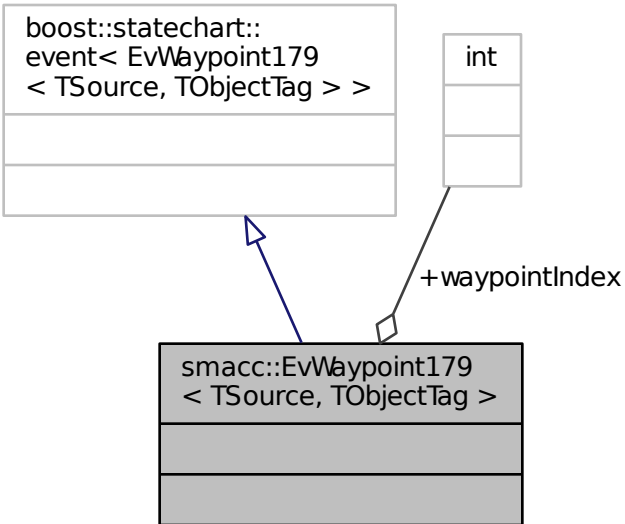 boost::statechart::
event< EvWaypoint179
< TSource, TObjectTag > >
int
+waypointIndex
smacc::EvWaypoint179
< TSource, TObjectTag >